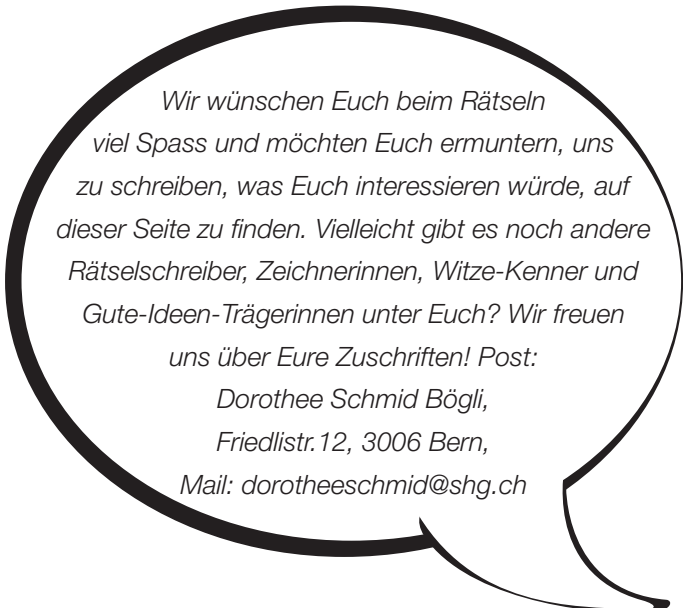 Wir wünschen Euch beim Rätseln
viel Spass und möchten Euch ermuntern, uns
zu schreiben, was Euch interessieren würde, auf
dieser Seite zu finden. Vielleicht gibt es noch andere
Rätselschreiber, Zeichnerinnen, Witze-Kenner und
Gute-Ideen-Trägerinnen unter Euch? Wir freuen
uns über Eure Zuschriften! Post:
Dorothee Schmid Bögli,
Friedlistr.12, 3006 Bern,
Mail: dorotheeschmid@shg.ch